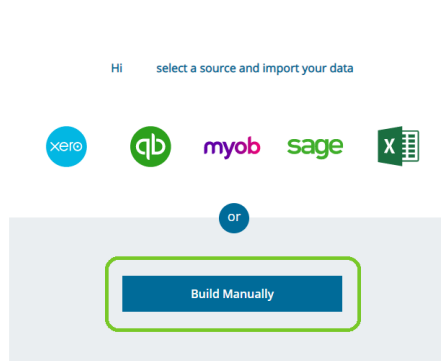 Hi select a source and import your data
xero qb myob sage X
or
Build Manually